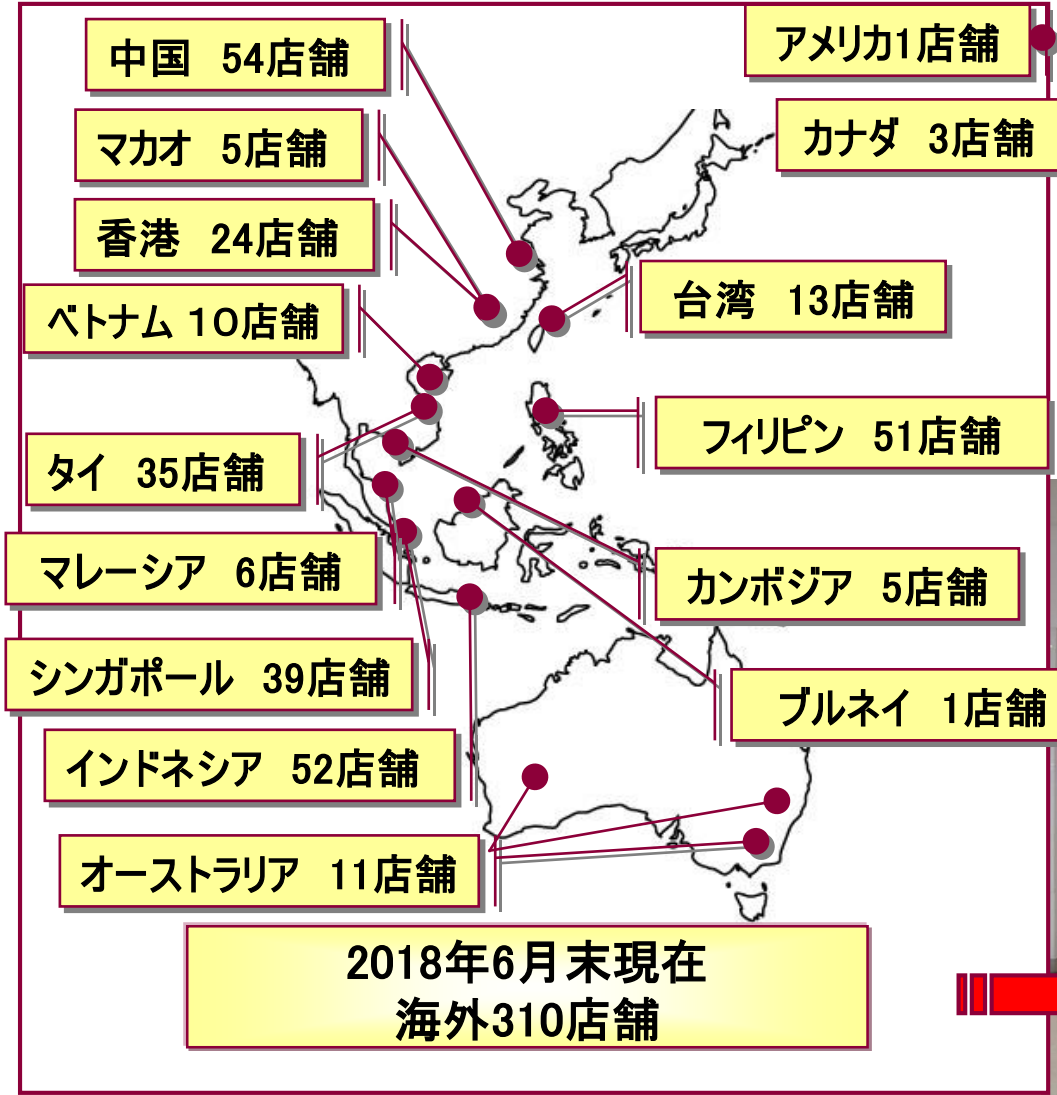 中国 54店舗
アメリカ1店舗
マカオ 5店舗
カナダ 3店舗
香港 24店舗
台湾 13店舗
ベトナム 10店舗
フィリピン 51店舗
タイ 35店舗
マレーシア 6店舗
カンボジア 5店舗
シンガポール 39店舗
ブルネイ 1店舗
インドネシア 52店舗
オーストラリア 11店舗
2018年6月末現在
海外310店舗